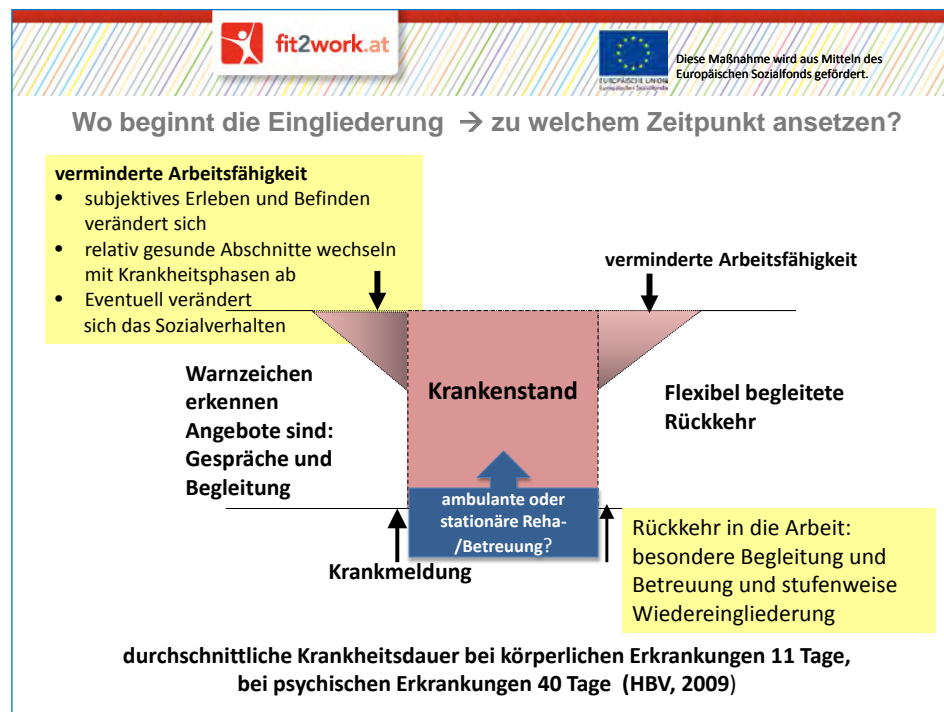 fit2work.at
EUROPÄISCHE UNION
Europäischer Sozialfonds
Diese Maßnahme wird aus Mitteln des
Europäischen Sozialfonds gefördert.
Wo beginnt die Eingliederung → zu welchem Zeitpunkt ansetzen?
verminderte Arbeitsfähigkeit
• subjektives Erleben und Befinden
verändert sich
• relativ gesunde Abschnitte wechseln
mit Krankheitsphasen ab
• Eventuell verändert
sich das Sozialverhalten
verminderte Arbeitsfähigkeit
Warnzeichen
erkennen
Angebote sind:
Gespräche und
Begleitung
Krankenstand
Flexibel begleitete
Rückkehr
ambulante oder
stationäre Reha-
/Betreuung?
Krankmeldung
Rückkehr in die Arbeit:
besondere Begleitung und
Betreuung und stufenweise
Wiedereingliederung
durchschnittliche Krankheitsdauer bei körperlichen Erkrankungen 11 Tage,
bei psychischen Erkrankungen 40 Tage (HBV, 2009)